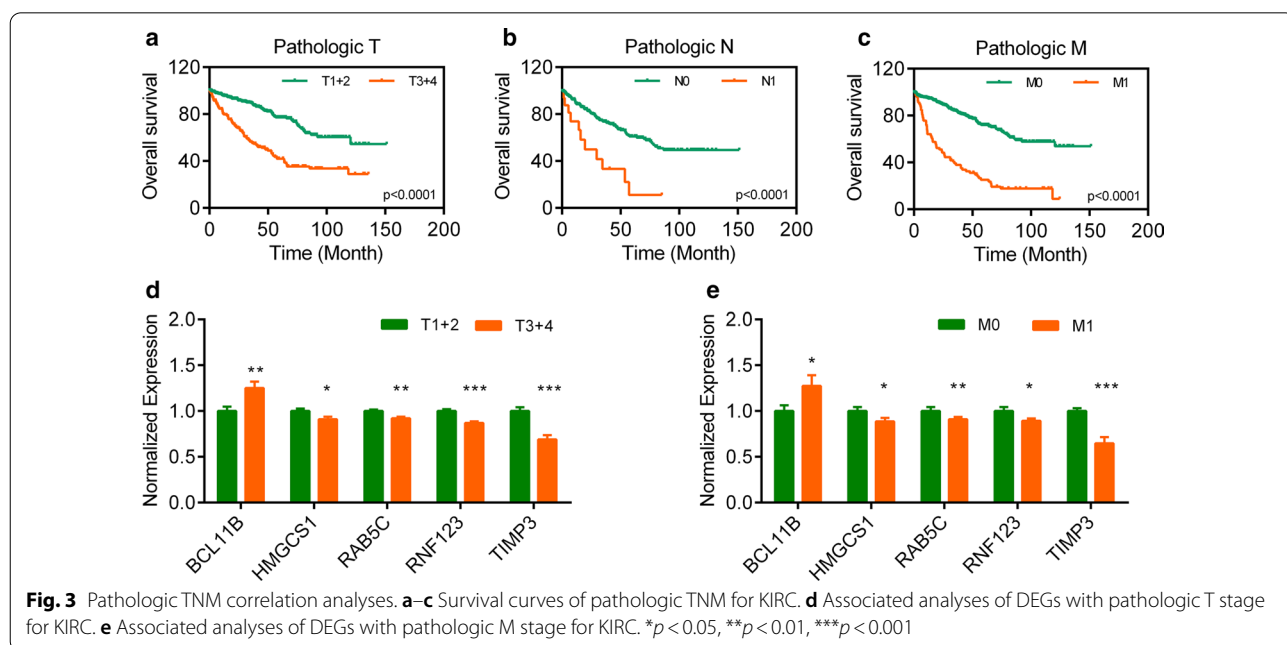 a
Pathologic T
120
80
40
0
Overall survival
T1+2 T3+4
p<0.0001
0 50 100 150 200
Time (Month)
b
Pathologic N
120
80
40
0
Overall survival
N0 N1
p<0.0001
0 50 100 150 200
Time (Month)
c
Pathologic M
120
80
40
0
Overall survival
M0 M1
p<0.0001
0 50 100 150 200
Time (Month)
d
T1+2 T3+4
2.0
1.5
1.0
0.5
0.0
Normalized Expression
** * ** *** ***
BCL11B HMGCS1 RAB5C RNF123 TIMP3
e
M0 M1
2.0
1.5
1.0
0.5
0.0
Normalized Expression
* * ** * ***
BCL11B HMGCS1 RAB5C RNF123 TIMP3
Fig. 3 Pathologic TNM correlation analyses. a–c Survival curves of pathologic TNM for KIRC. d Associated analyses of DEGs with pathologic T stage
for KIRC. e Associated analyses of DEGs with pathologic M stage for KIRC. *p < 0.05, **p < 0.01, ***p < 0.001